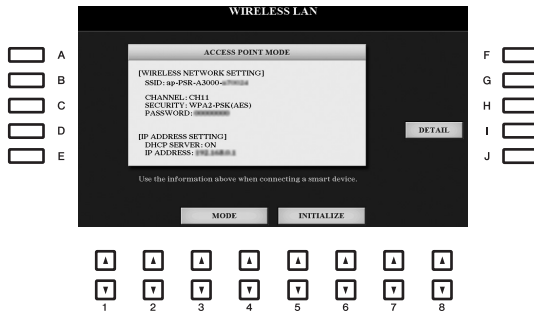 WIRELESS LAN
ACCESS POINT MODE
[WIRELESS NETWORK SETTING]
SSID: ap-PSR-A3000-
CHANNEL: CH11
SECURITY: WPA2-PSK(AES)
PASSWORD:
[IP ADDRESS SETTING]
DHCP SERVER: ON
IP ADDRESS:
Use the information above when connecting a smart device.
DETAIL
MODE INITIALIZE
A
B
C
D
E
F
G
H
I
J
1 2 3 4 5 6 7 8